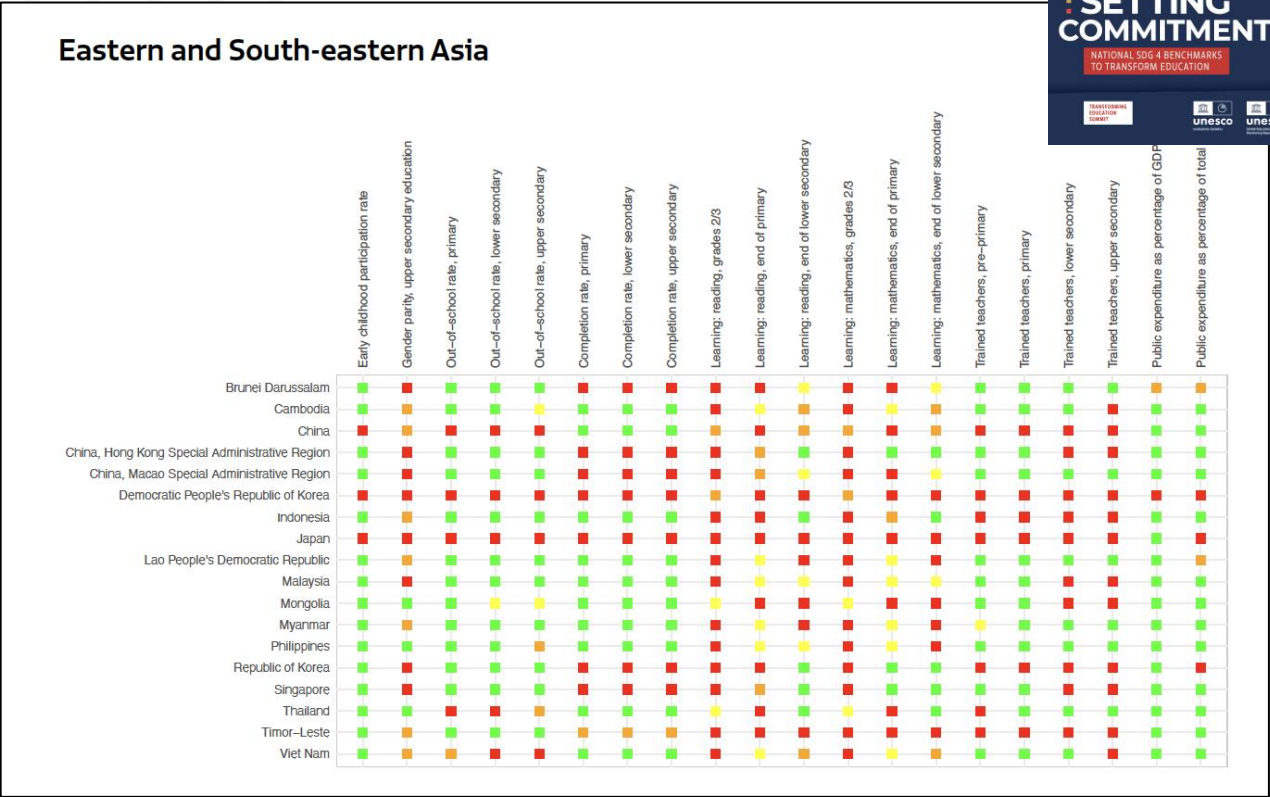 SETTING
COMMITMENT
NATIONAL SDG 4 BENCHMARKS
TO TRANSFORM EDUCATION
TRANSFORMING
EDUCATION
SUMMIT
unesco
Eastern and South-eastern Asia
Early childhood participation rate
Gender parity, upper secondary education
Out-of-school rate, primary
Out-of-school rate, lower secondary
Out-of-school rate, upper secondary
Completion rate, primary
Completion rate, lower secondary
Completion rate, upper secondary
Learning: reading, grades 2/3
Learning: reading, end of primary
Learning: reading, end of lower secondary
Learning: mathematics, grades 2/3
Learning: mathematics, end of primary
Learning: mathematics, end of lower secondary
Trained teachers, pre-primary
Trained teachers, primary
Trained teachers, lower secondary
Trained teachers, upper secondary
Public expenditure as percentage of GDP
Public expenditure as percentage of total
Brunei Darussalam
Cambodia
China
China, Hong Kong Special Administrative Region
China, Macao Special Administrative Region
Democratic People's Republic of Korea
Indonesia
Japan
Lao People's Democratic Republic
Malaysia
Mongolia
Myanmar
Philippines
Republic of Korea
Singapore
Thailand
Timor-Leste
Viet Nam